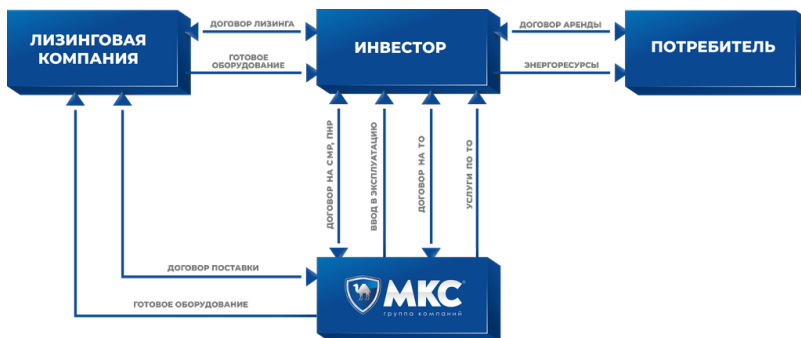 ЛИЗИНГОВАЯ
КОМПАНИЯ
ДОГОВОР ЛИЗИНГА
ГОТОВОЕ
ОБОРУДОВАНИЕ
ИНВЕСТОР
ДОГОВОР АРЕНДЫ
ЭНЕРГОРЕСУРСЫ
ПОТРЕБИТЕЛЬ
ДОГОВОР НА СМР, ПНР
ВВОД В ЭКСПЛУАТАЦИЮ
ДОГОВОР НА ТО
УСЛУГИ ПО ТО
ДОГОВОР ПОСТАВКИ
ГОТОВОЕ ОБОРУДОВАНИЕ
МКС
группа компаний